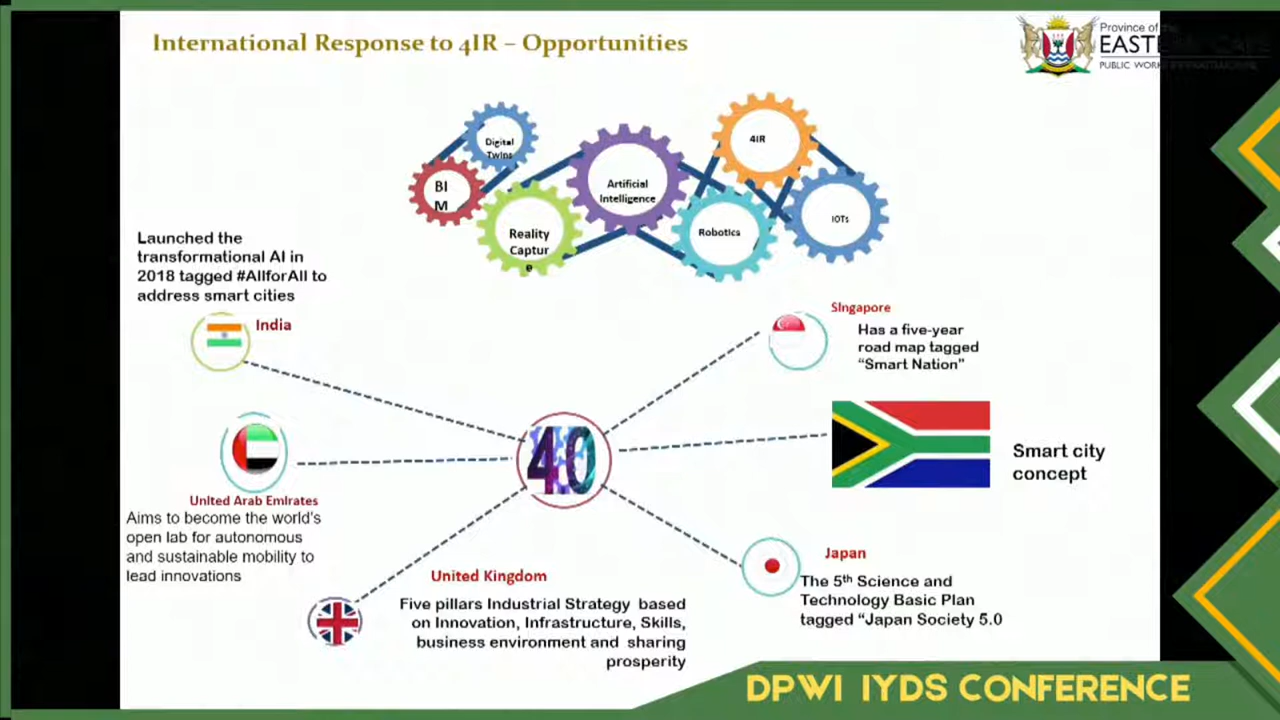 International Response to 4IR – Opportunities
Province of the
EASTERN CAPE
PUBLIC WORKS
Digital
Twins
BI
M
Reality
Captur
e
Artificial
Intelligence
4IR
Robotics
IOTs
Launched the
transformational AI in
2018 tagged #AIIforAll to
address smart cities
India
Singapore
Has a five-year
road map tagged
“Smart Nation”
4.0
Smart city
concept
United Arab Emirates
Aims to become the world's
open lab for autonomous
and sustainable mobility to
lead innovations
United Kingdom
Five pillars Industrial Strategy based
on Innovation, Infrastructure, Skills,
business environment and sharing
prosperity
Japan
The 5th Science and
Technology Basic Plan
tagged “Japan Society 5.0
DPWI IYDS CONFERENCE